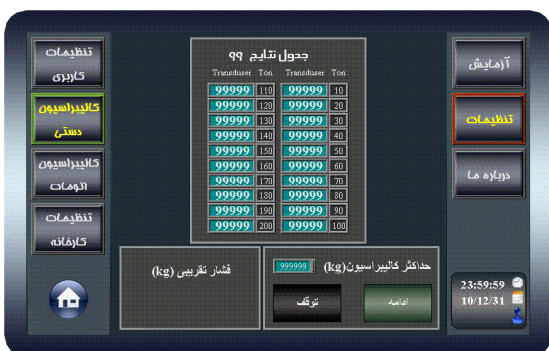 آزمایش
تنظیمات
درباره ما
23:59:59
10/12/31
جدول نتایج 99
Transduser Ton Transduser Ton
99999 110 99999 10
99999 120 99999 20
99999 130 99999 30
99999 140 99999 40
99999 150 99999 50
99999 160 99999 60
99999 170 99999 70
99999 180 99999 80
99999 190 99999 90
99999 200 99999 100
حداکثر کالیبراسیون(kg) 999999
ادامه
توقف
فشار تقریبی (kg)
تنظیمات
کاربری
کالیبراسیون
دستی
کالیبراسیون
اتومات
تنظیمات
کارخانه